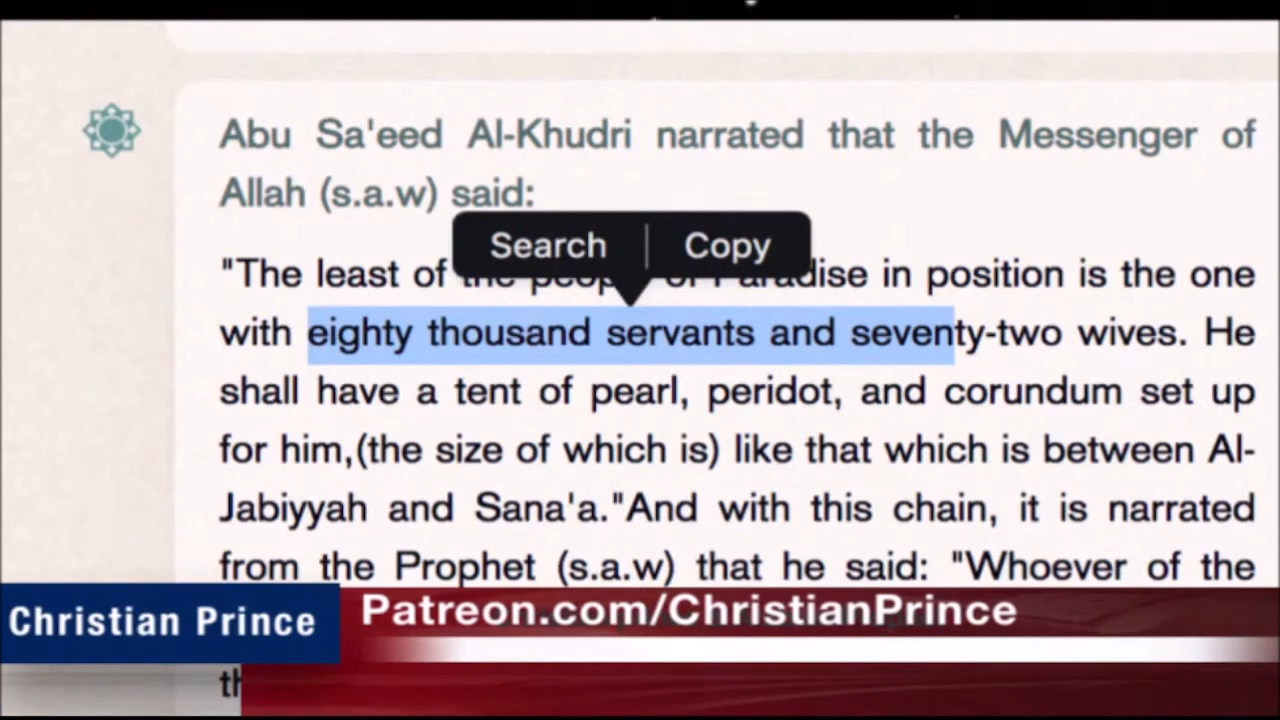 Abu Sa'eed Al-Khudri narrated that the Messenger of
Allah (s.a.w) said:
Search Copy
"The least of the people of Paradise in position is the one
with eighty thousand servants and seventy-two wives. He
shall have a tent of pearl, peridot, and corundum set up
for him,(the size of which is) like that which is between Al-
Jabiyyah and Sana'a."And with this chain, it is narrated
from the Prophet (s.a.w) that he said: "Whoever of the
Christian Prince
Patreon.com/ChristianPrince